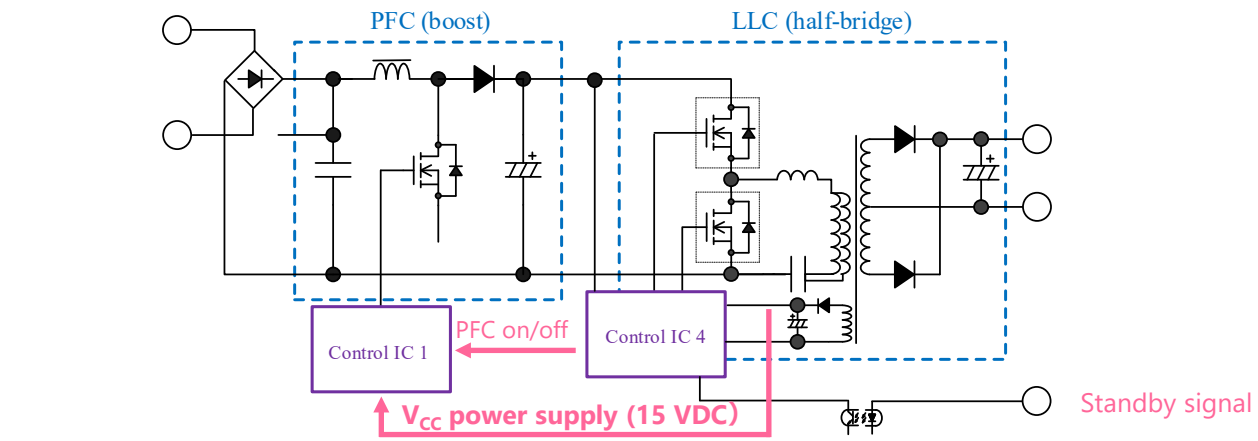 PFC (boost)
LLC (half-bridge)
Control IC 1
PFC on/off
Control IC 4
VCC power supply (15 VDC)
Standby signal